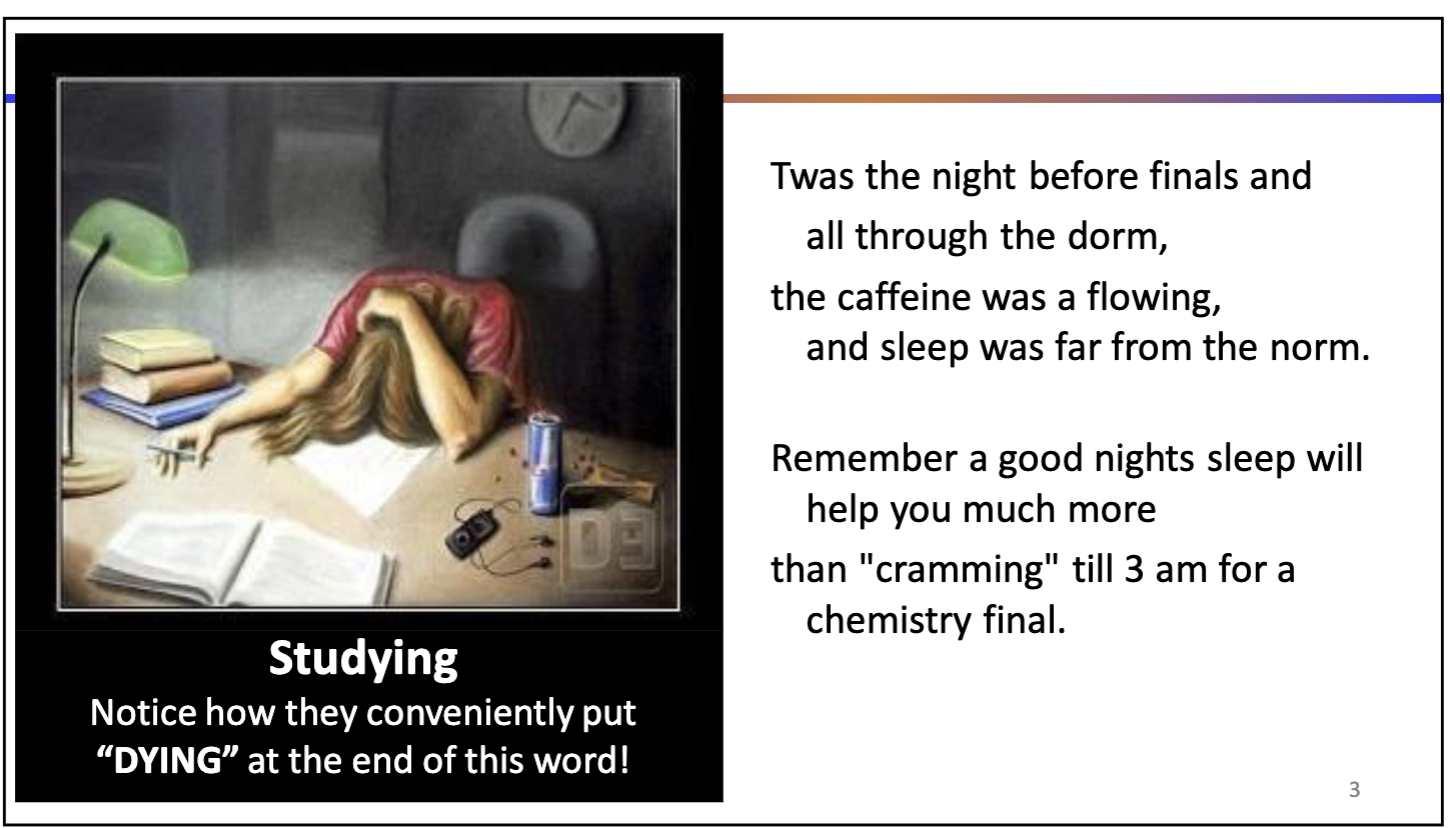 Studying
Notice how they conveniently put
“DYING” at the end of this word!
Twas the night before finals and
all through the dorm,
the caffeine was a flowing,
and sleep was far from the norm.
Remember a good nights sleep will
help you much more
than "cramming" till 3 am for a
chemistry final.
3